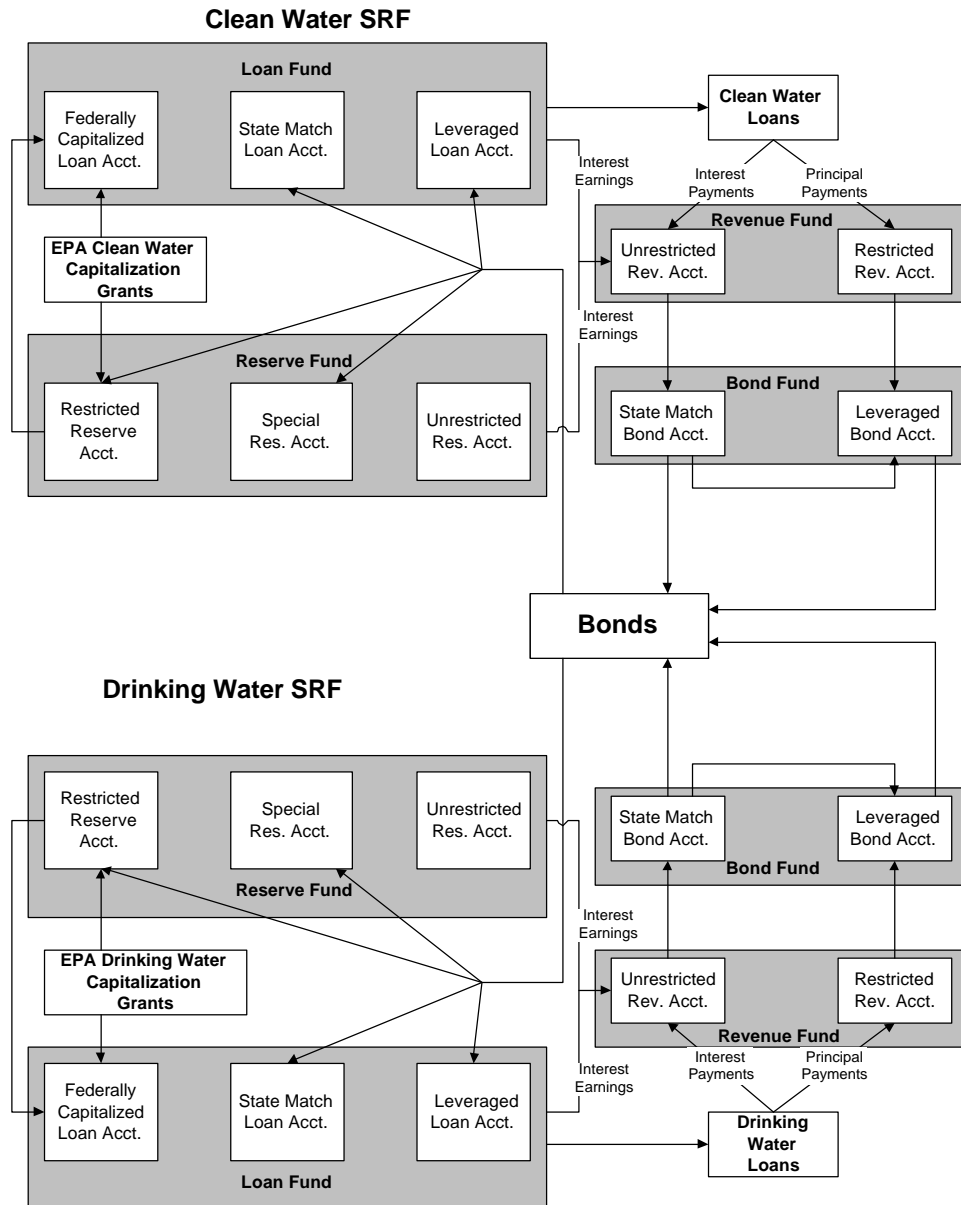 Clean Water SRF
Loan Fund
Federally
Capitalized
Loan Acct.
State Match
Loan Acct.
Leveraged
Loan Acct.
Clean Water
Loans
Interest
Earnings
Interest
Payments
Principal
Payments
Revenue Fund
Unrestricted
Rev. Acct.
Restricted
Rev. Acct.
EPA Clean Water
Capitalization
Grants
Interest
Earnings
Reserve Fund
Restricted
Reserve
Acct.
Special
Res. Acct.
Unrestricted
Res. Acct.
Bond Fund
State Match
Bond Acct.
Leveraged
Bond Acct.
Bonds
Drinking Water SRF
Restricted
Reserve
Acct.
Special
Res. Acct.
Unrestricted
Res. Acct.
Reserve Fund
State Match
Bond Acct.
Leveraged
Bond Acct.
Bond Fund
Interest
Earnings
EPA Drinking Water
Capitalization
Grants
Unrestricted
Rev. Acct.
Restricted
Rev. Acct.
Revenue Fund
Interest
Payments
Principal
Payments
Interest
Earnings
Federally
Capitalized
Loan Acct.
State Match
Loan Acct.
Leveraged
Loan Acct.
Loan Fund
Drinking
Water
Loans